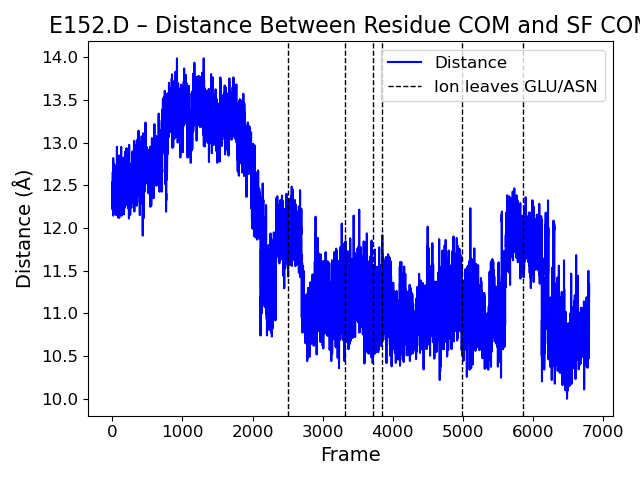 E152.D – Distance Between Residue COM and SF COM
Distance
Ion leaves GLU/ASN
14.0
13.5
13.0
12.5
12.0
11.5
11.0
10.5
10.0
Distance (Å)
0 1000 2000 3000 4000 5000 6000 7000
Frame